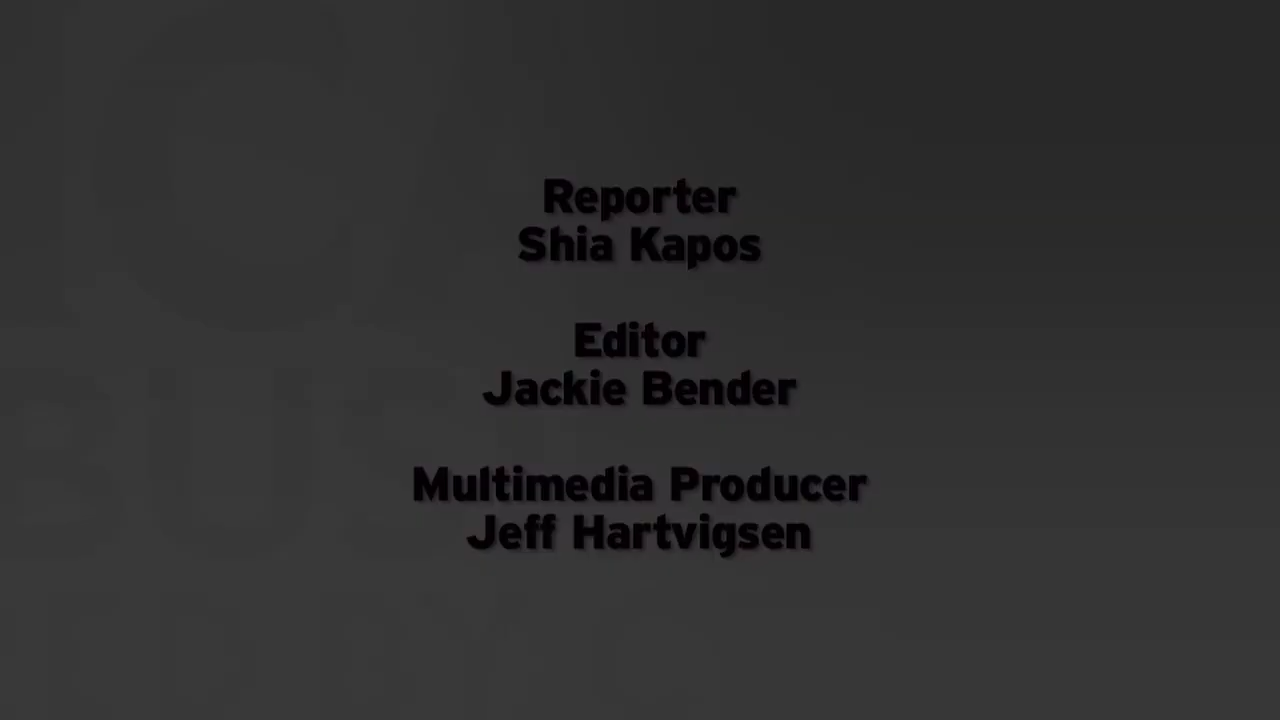 Reporter
Shia Kapos
Editor
Jackie Bender
Multimedia Producer
Jeff Hartvigsen